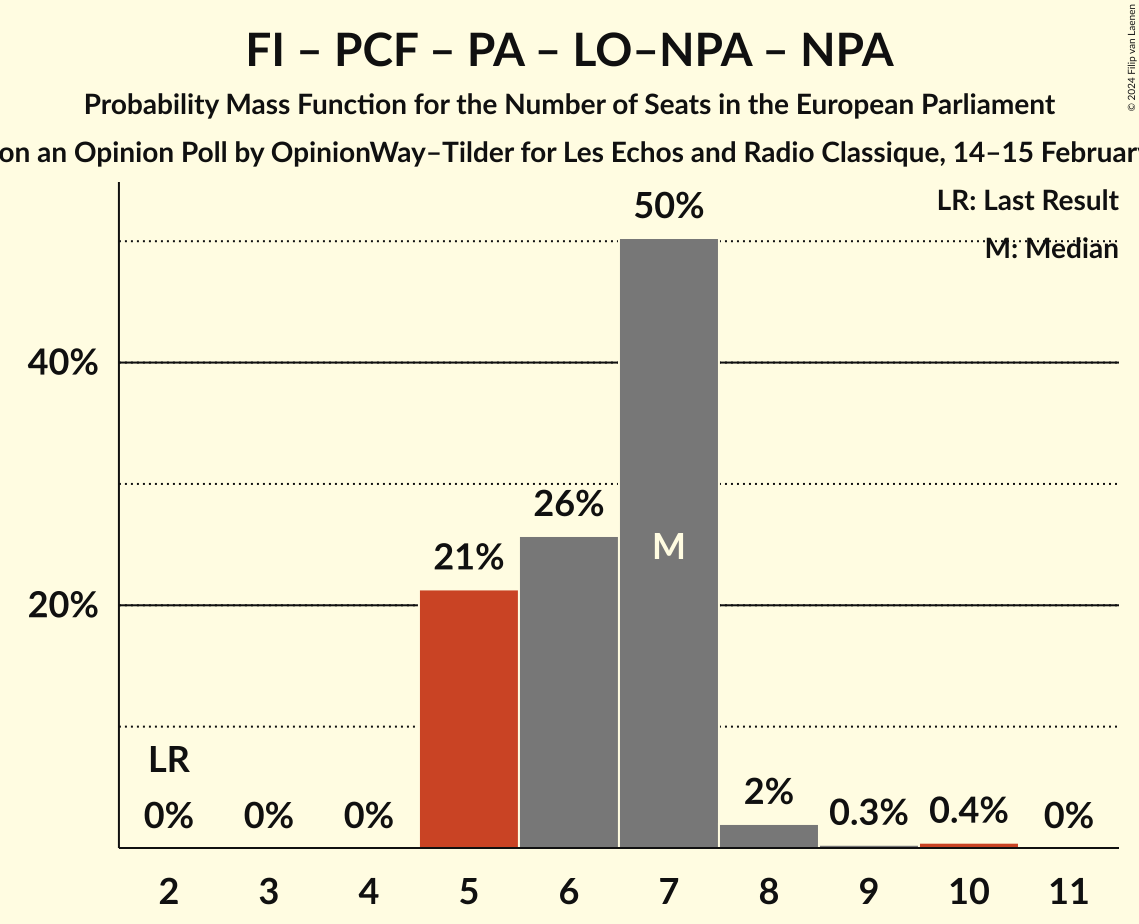 FI – PCF – PA – LO–NPA – NPA
Probability Mass Function for the Number of Seats in the European Parliament
on an Opinion Poll by OpinionWay–Tilder for Les Echos and Radio Classique, 14–15 February
© 2024 Filip van Laenen
LR: Last Result
M: Median
50%
40%
26%
M
21%
20%
LR
0%
0%
0%
2%
0.3%
0.4%
0%
2
3
4
5
6
7
8
9
10
11